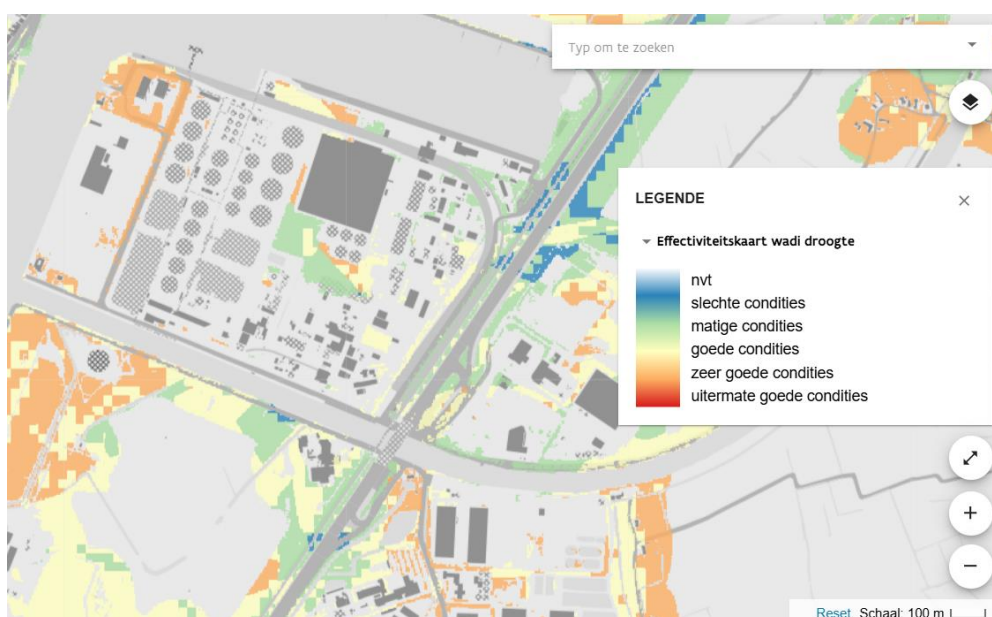 Typ om te zoeken
LEGENDE
Effectiviteitskaart wadi droogte
nvt
slechte condities
matige condities
goede condities
zeer goede condities
uitermate goede condities
Reset Schaal: 100 m